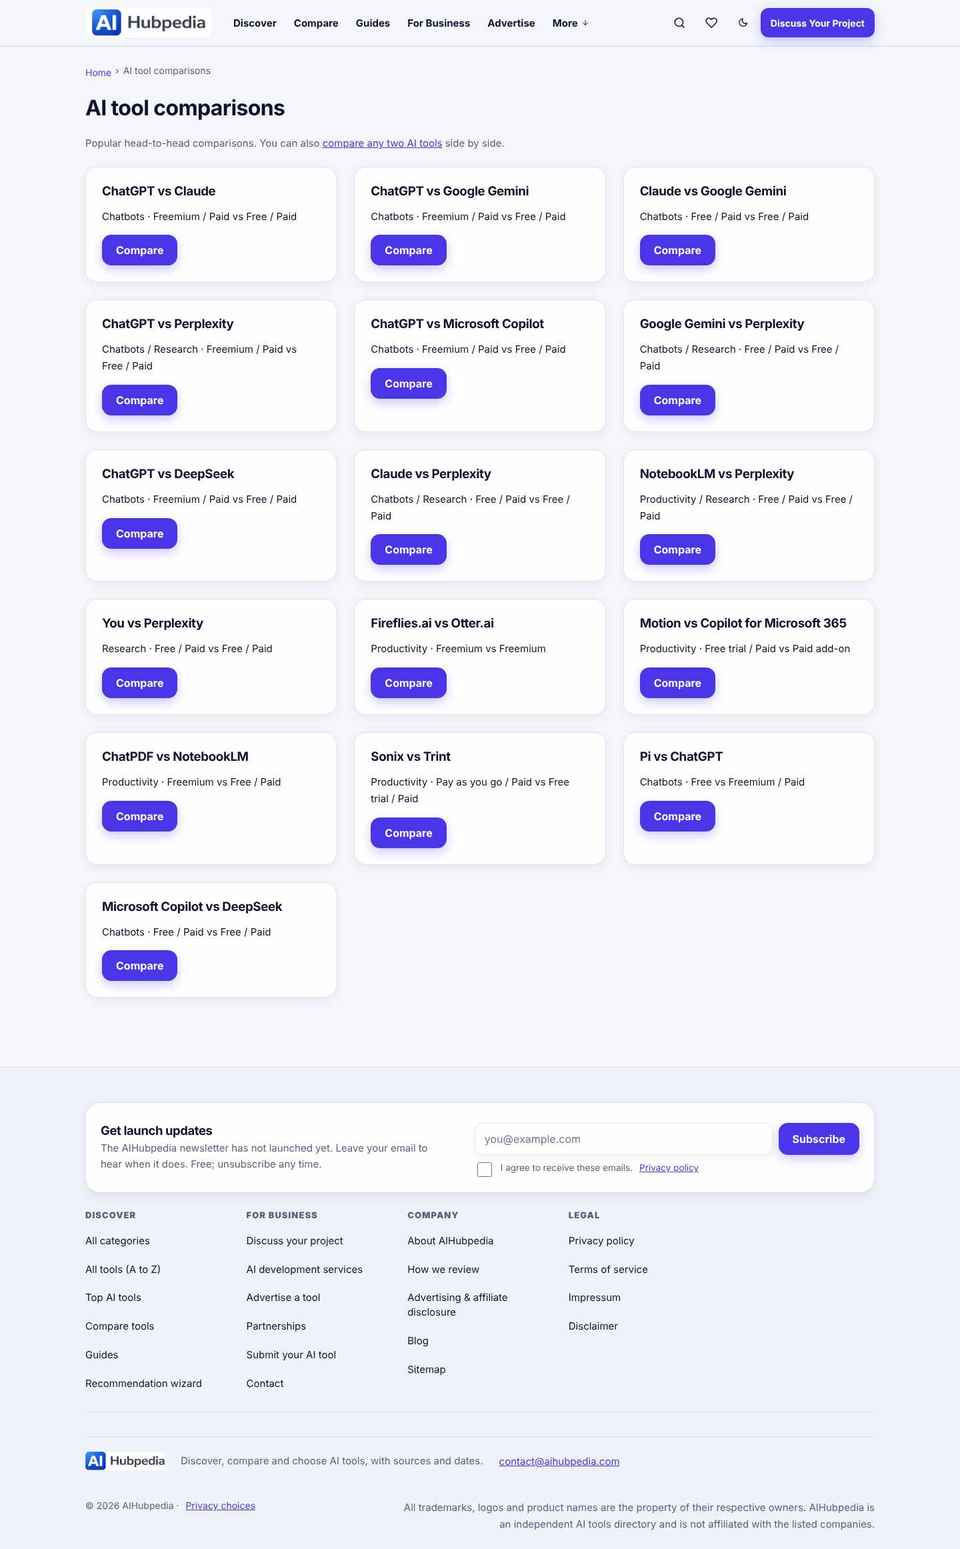 AI Hubpedia
Discover
Compare
Guides
For Business
Advertise
More
Discuss Your Project
Home › AI tool comparisons
AI tool comparisons
Popular head-to-head comparisons. You can also compare any two AI tools side by side.
ChatGPT vs Claude
Chatbots · Freemium / Paid vs Free / Paid
Compare
ChatGPT vs Google Gemini
Chatbots · Freemium / Paid vs Free / Paid
Compare
Claude vs Google Gemini
Chatbots · Free / Paid vs Free / Paid
Compare
ChatGPT vs Perplexity
Chatbots / Research · Freemium / Paid vs
Free / Paid
Compare
ChatGPT vs Microsoft Copilot
Chatbots · Freemium / Paid vs Free / Paid
Compare
Google Gemini vs Perplexity
Chatbots / Research · Free / Paid vs Free /
Paid
Compare
ChatGPT vs DeepSeek
Chatbots · Freemium / Paid vs Free / Paid
Compare
Claude vs Perplexity
Chatbots / Research · Free / Paid vs Free /
Paid
Compare
NotebookLM vs Perplexity
Productivity / Research · Free / Paid vs Free /
Paid
Compare
You vs Perplexity
Research · Free / Paid vs Free / Paid
Compare
Fireflies.ai vs Otter.ai
Productivity · Freemium vs Freemium
Compare
Motion vs Copilot for Microsoft 365
Productivity · Free trial / Paid vs Paid add-on
Compare
ChatPDF vs NotebookLM
Productivity · Freemium vs Free / Paid
Compare
Sonix vs Trint
Productivity · Pay as you go / Paid vs Free
trial / Paid
Compare
Pi vs ChatGPT
Chatbots · Free vs Freemium / Paid
Compare
Microsoft Copilot vs DeepSeek
Chatbots · Free / Paid vs Free / Paid
Compare
Get launch updates
The AIHubpedia newsletter has not launched yet. Leave your email to
hear when it does. Free; unsubscribe any time.
you@example.com
Subscribe
I agree to receive these emails. Privacy policy
DISCOVER
All categories
All tools (A to Z)
Top AI tools
Compare tools
Guides
Recommendation wizard
FOR BUSINESS
Discuss your project
AI development services
Advertise a tool
Partnerships
Submit your AI tool
Contact
COMPANY
About AIHubpedia
How we review
Advertising & affiliate
disclosure
Blog
Sitemap
LEGAL
Privacy policy
Terms of service
Impressum
Disclaimer
AI Hubpedia
Discover, compare and choose AI tools, with sources and dates.
contact@aihubpedia.com
© 2026 AIHubpedia · Privacy choices
All trademarks, logos and product names are the property of their respective owners. AIHubpedia is
an independent AI tools directory and is not affiliated with the listed companies.